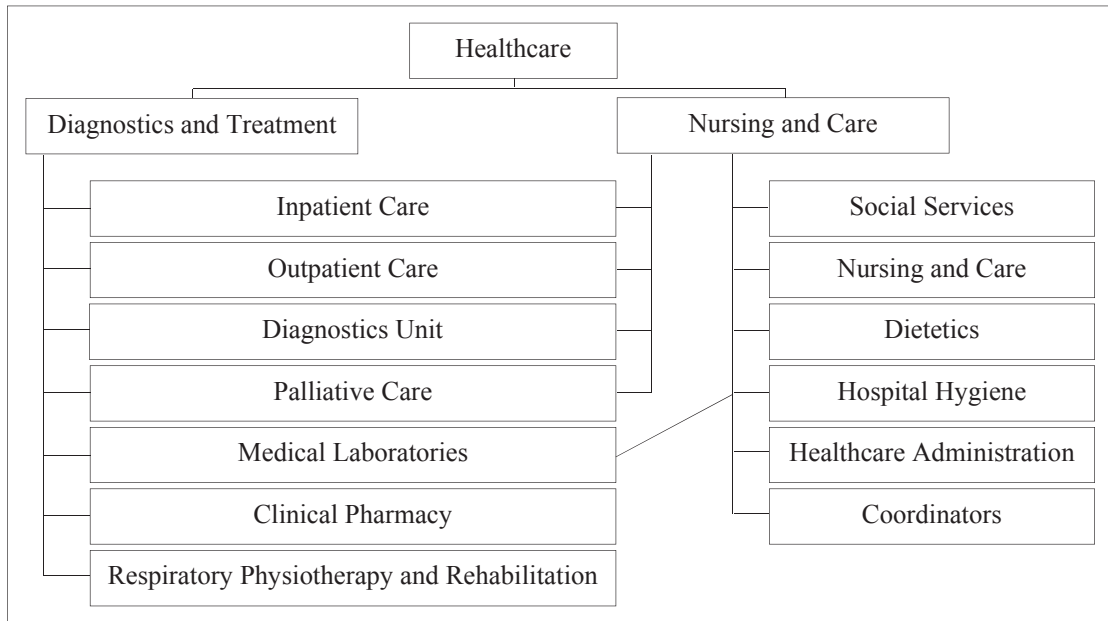 Healthcare
Diagnostics and Treatment
Nursing and Care
Inpatient Care
Outpatient Care
Diagnostics Unit
Palliative Care
Medical Laboratories
Clinical Pharmacy
Respiratory Physiotherapy and Rehabilitation
Social Services
Nursing and Care
Dietetics
Hospital Hygiene
Healthcare Administration
Coordinators